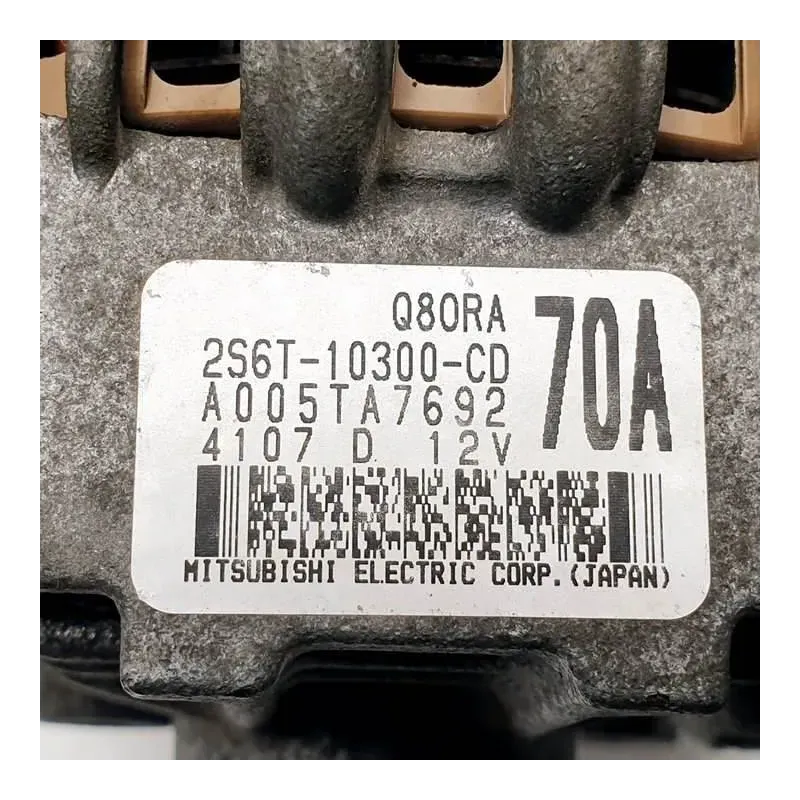 Q80RA
70A
2S6T-10300-CD
A005TA7692
4107 D 12V
MITSUBISHI ELECTRIC CORP.(JAPAN)